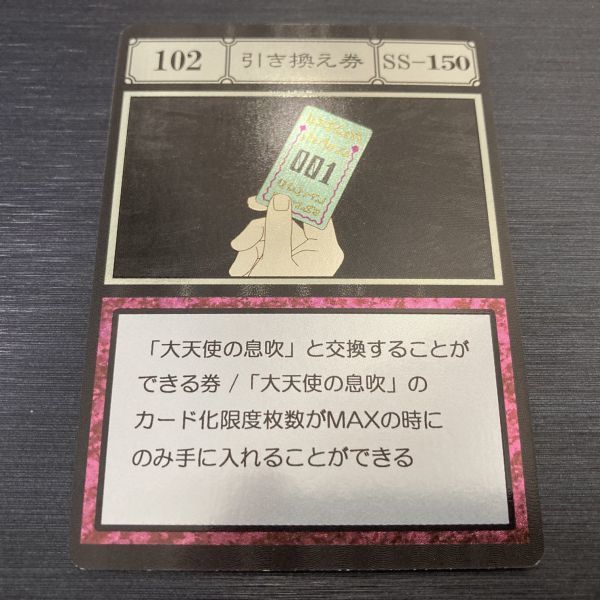 102
引き換え券
SS-150
001
「大天使の息吹」と交換することが
できる券 /「大天使の息吹」の
カード化限度枚数がMAXの時に
のみ手に入れることができる